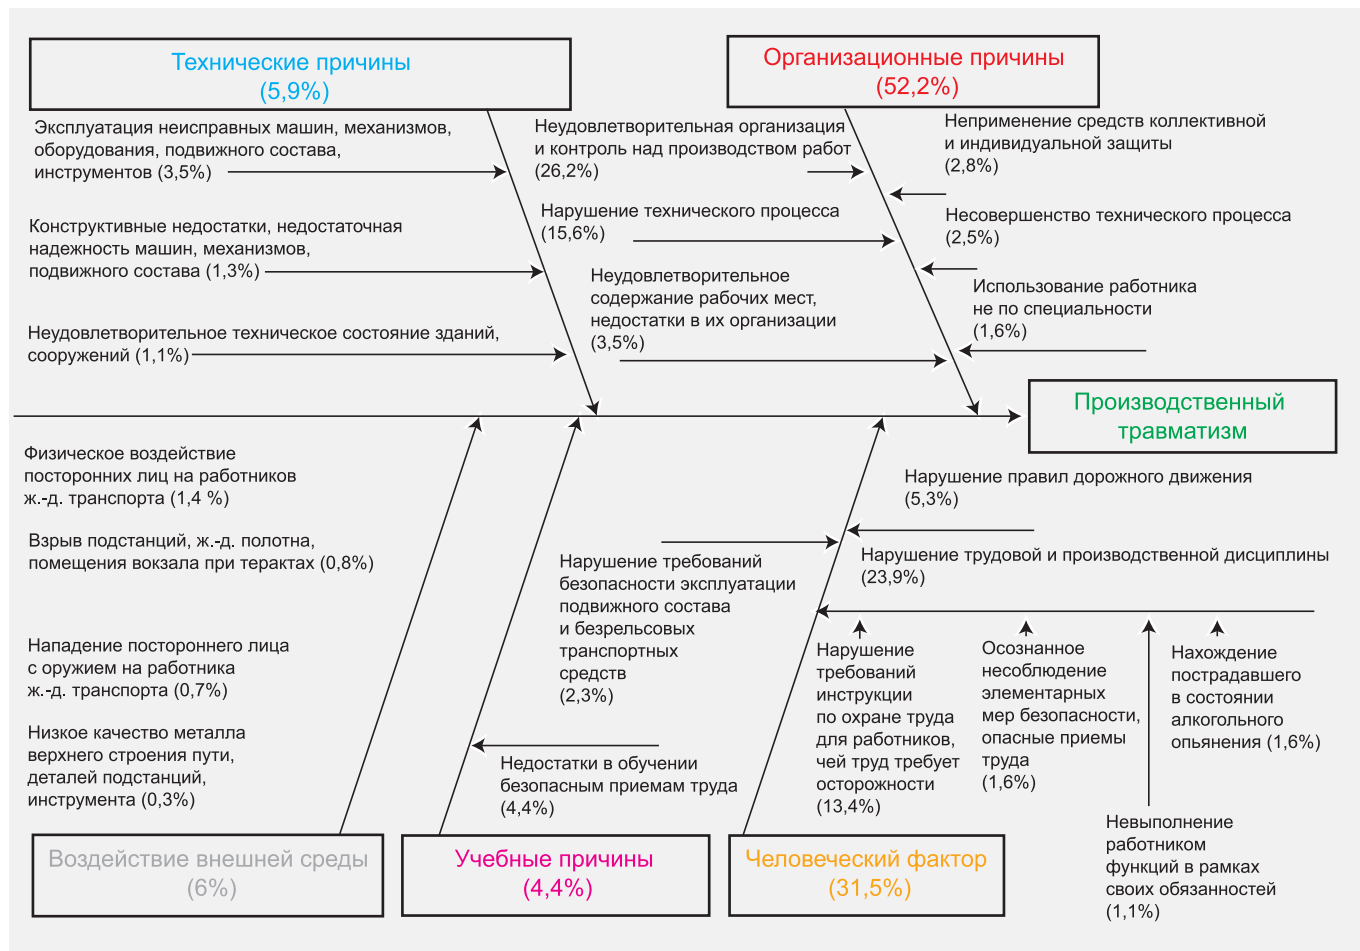 Технические причины
(5,9%)
Организационные причины
(52,2%)
Эксплуатация неисправных машин, механизмов,
оборудования, подвижного состава,
инструментов (3,5%)
Конструктивные недостатки, недостаточная
надежность машин, механизмов,
подвижного состава (1,3%)
Неудовлетворительное техническое состояние зданий,
сооружений (1,1%)
Неудовлетворительная организация
и контроль над производством работ
(26,2%)
Нарушение технического процесса
(15,6%)
Неудовлетворительное
содержание рабочих мест,
недостатки в их организации
(3,5%)
Неприменение средств коллективной
и индивидуальной защиты
(2,8%)
Несовершенство технического процесса
(2,5%)
Использование работника
не по специальности
(1,6%)
Производственный
травматизм
Физическое воздействие
посторонних лиц на работников
ж.-д. транспорта (1,4 %)
Взрыв подстанций, ж.-д. полотна,
помещения вокзала при терактах (0,8%)
Нападение постороннего лица
с оружием на работника
ж.-д. транспорта (0,7%)
Низкое качество металла
верхнего строения пути,
деталей подстанций,
инструмента (0,3%)
Нарушение требований
безопасности эксплуатации
подвижного состава
и безрельсовых
транспортных
средств
(2,3%)
Недостатки в обучении
безопасным приемам труда
(4,4%)
Нарушение правил дорожного движения
(5,3%)
Нарушение трудовой и производственной дисциплины
(23,9%)
Нарушение
требований
инструкции
по охране труда
для работников,
чей труд требует
осторожности
(13,4%)
Осознанное
несоблюдение
элементарных
мер безопасности,
опасные приемы
труда
(1,6%)
Нахождение
пострадавшего
в состоянии
алкогольного
опьянения (1,6%)
Невыполнение
работником
функций в рамках
своих обязанностей
(1,1%)
Воздействие внешней среды
(6%)
Учебные причины
(4,4%)
Человеческий фактор
(31,5%)